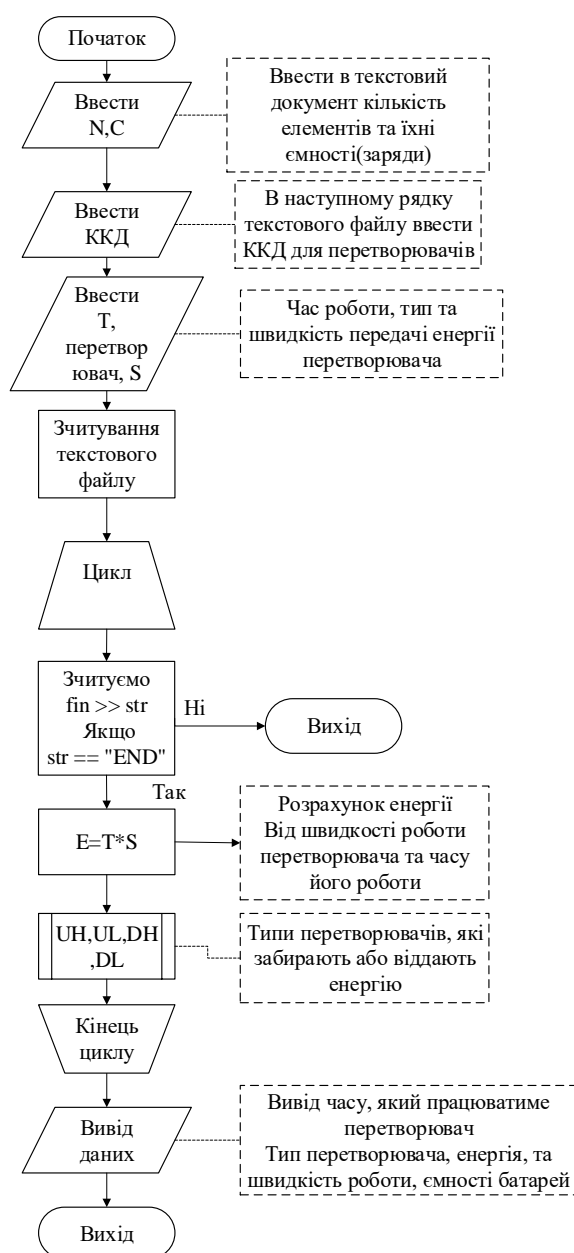 Початок
Ввести
N,C
Ввести в текстовий
документ кількість
елементів та їхні
ємності(заряди)
Ввести
ККД
В наступному рядку
текстового файлу ввести
ККД для перетворювачів
Ввести
T,
перетвор
ювач, S
Час роботи, тип та
швидкість передачі енергії
перетворювача
Зчитування
текстового
файлу
Цикл
Зчитуємо
fin >> str
Якщо
str == "END"
Ні
Вихід
Так
E=T*S
Розрахунок енергії
Від швидкості роботи
перетворювача та часу
його роботи
UH,UL,DH
,DL
Типи перетворювачів, які
забирають або віддають
енергію
Кінець
циклу
Вивід
даних
Вивід часу, який працюватиме
перетворювач
Тип перетворювача, енергія, та
швидкість роботи, ємності батарей
Вихід